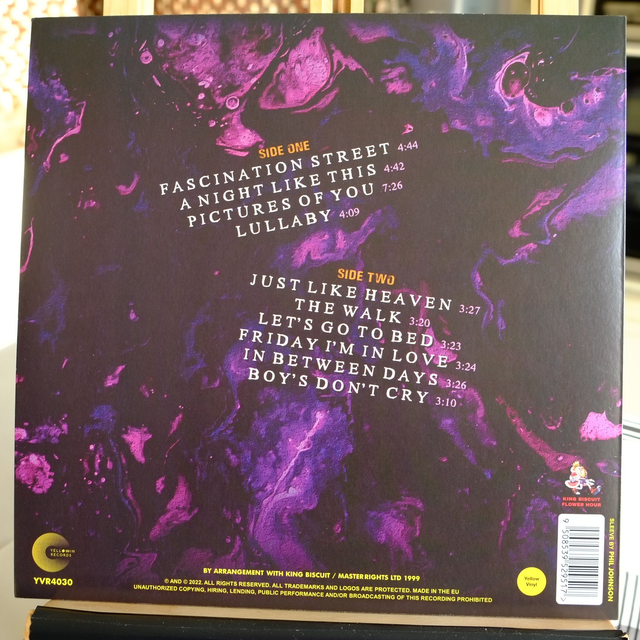 SIDE ONE
FASCINATION STREET 4:44
A NIGHT LIKE THIS 4:42
PICTURES OF YOU 7:26
LULLABY 4:09
SIDE TWO
JUST LIKE HEAVEN 3:27
THE WALK 3:20
LET'S GO TO BED 3:23
FRIDAY I'M IN LOVE 3:24
IN BETWEEN DAYS 3:26
BOY'S DON'T CRY 3:10
KING BISCUIT
FLOWER HOUR
SLEEVE BY PHIL JOHNSON
9 508539 529957 >
Yellow
Vinyl
YELLOWIN
RECORDS
YVR4030
BY ARRANGEMENT WITH KING BISCUIT / MASTERRIGHTS LTD 1999
© AND © 2022. ALL RIGHTS RESERVED. ALL TRADEMARKS AND LOGOS ARE PROTECTED. MADE IN THE EU
UNAUTHORIZED COPYING, HIRING, LENDING, PUBLIC PERFORMANCE AND/OR BROADCASTING OF THIS RECORDING PROHIBITED